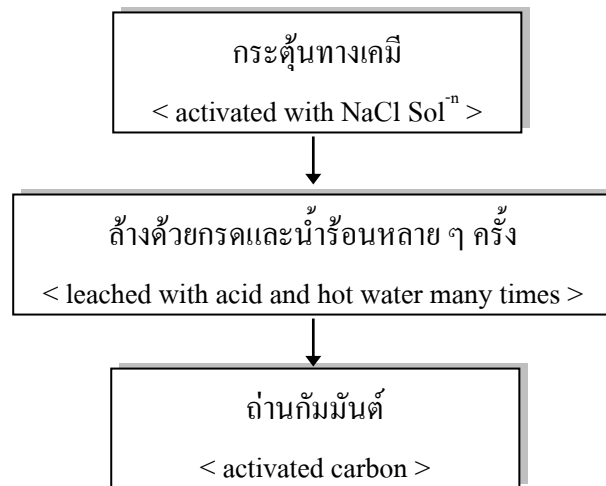 กระตุ้นทางเคมี
< activated with NaCl Sol⁻ⁿ >
ล้างด้วยกรดและน้ำร้อนหลาย ๆ ครั้ง
< leached with acid and hot water many times >
ถ่านกัมมันต์
< activated carbon >